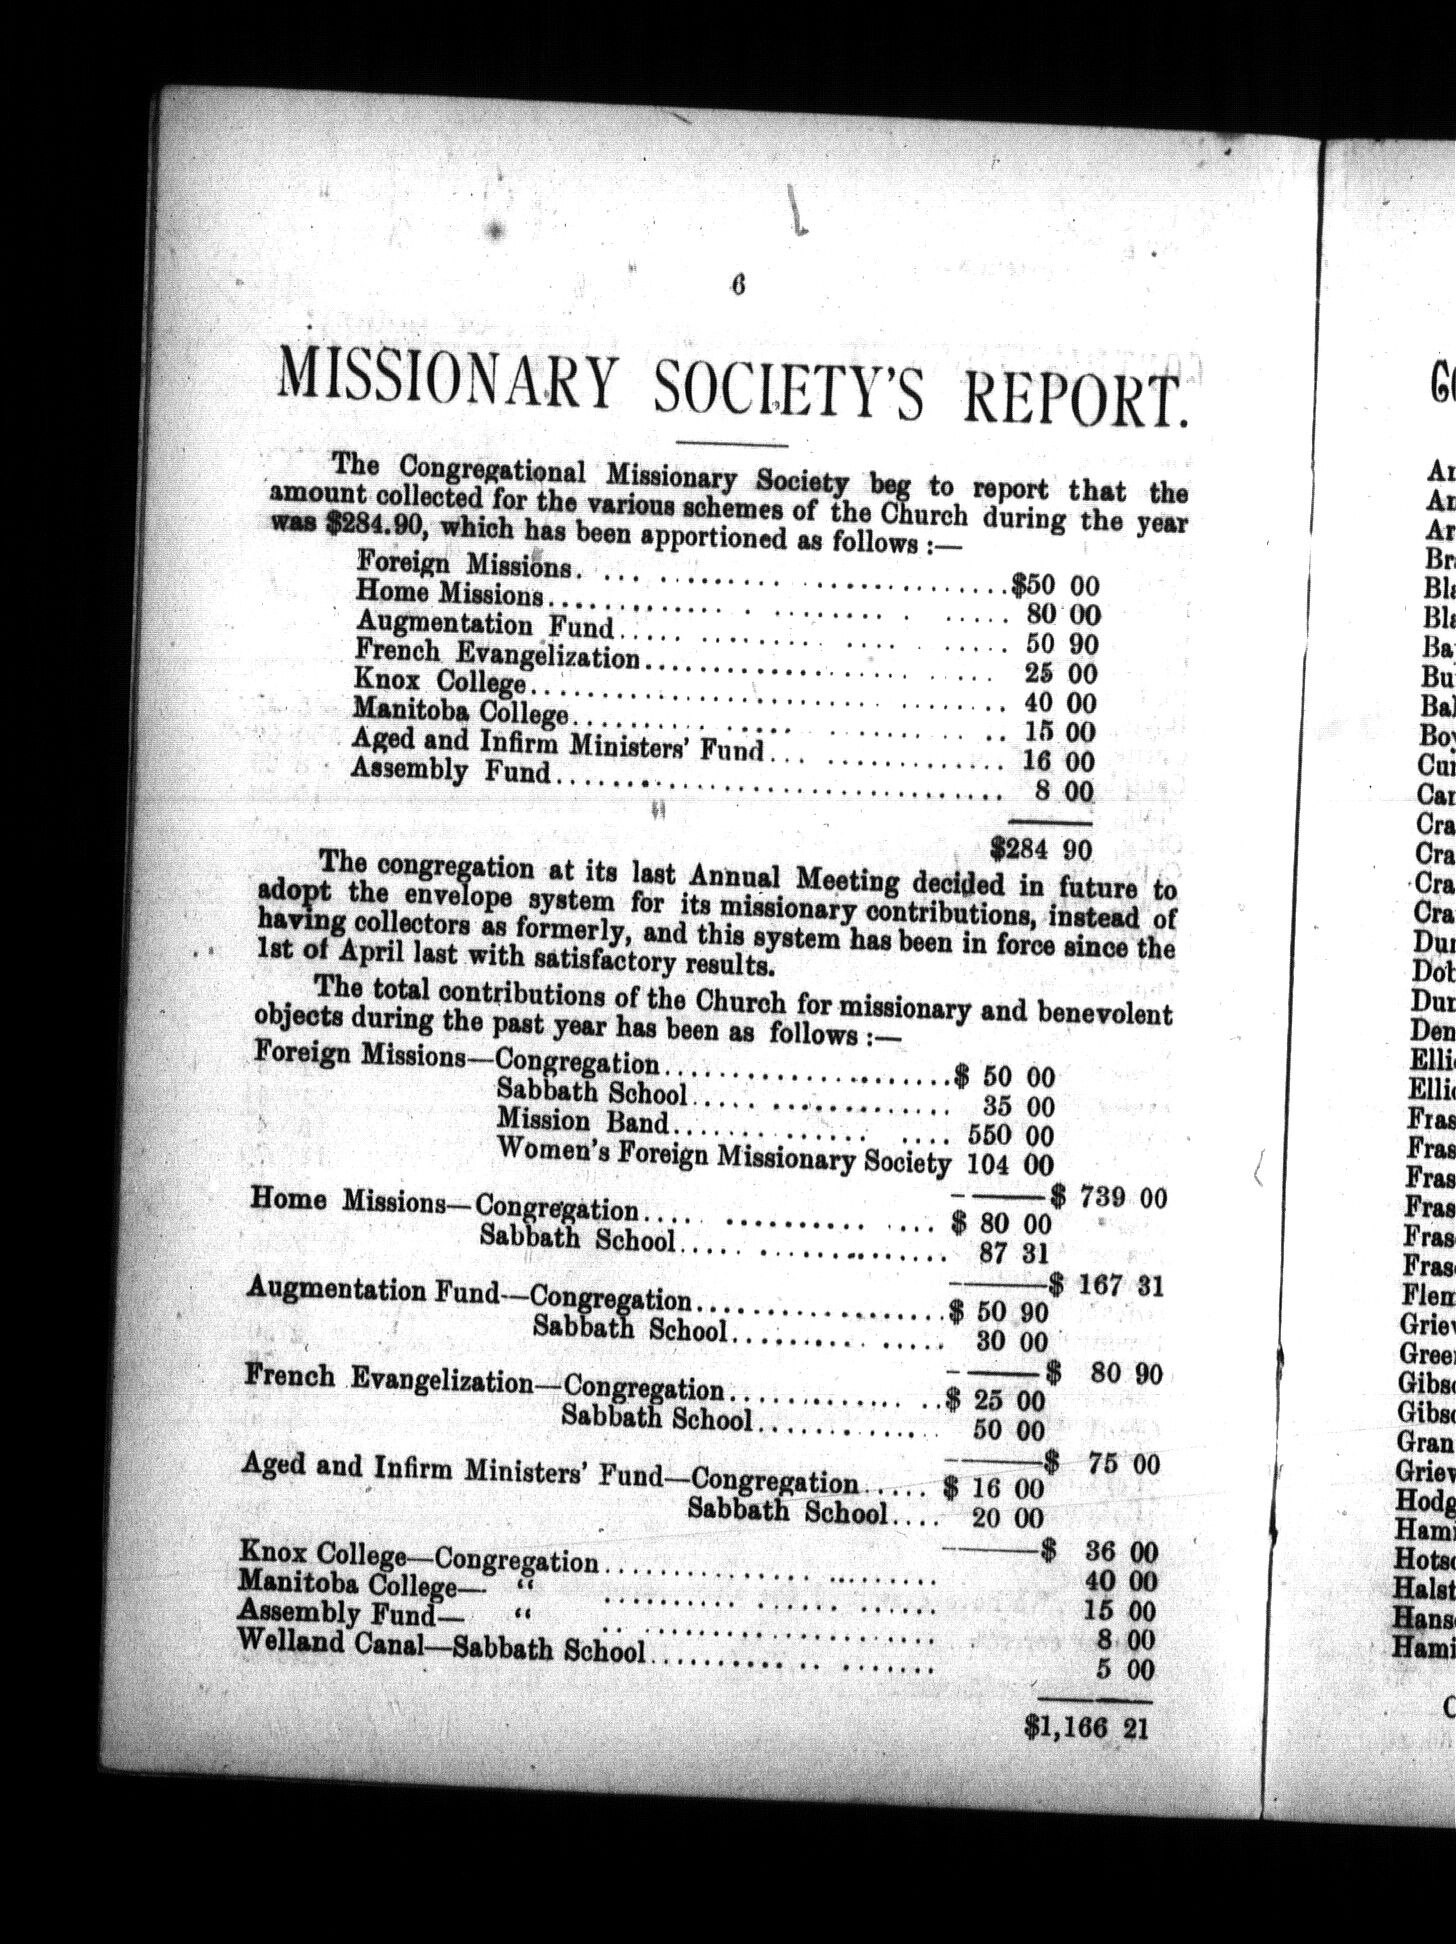 6
MISSIONARY SOCIETY'S REPORT.
The Congregational Missionary Society beg to report that the
amount collected for the various schemes of the Church during the year
was $284.90, which has been apportioned as follows :—
Foreign Missions. ... ........................$50 00
Home Missions.............. . ......... . ..... 80 00
Augmentation Fund..... .......... .... . ..... 50 90
French Evangelization....................... ..... 25 00
Knox College......................... ........ 40 00
Manitoba College.......... ..... .......... .. 15 00
Aged and Infirm Ministers' Fund... ............. 16 00
Assembly Fund................................ 8 00
$284 90
The congregation at its last Annual Meeting decided in future to
adopt the envelope system for its missionary contributions, instead of
having collectors as formerly, and this system has been in force since the
1st of April last with satisfactory results.
The total contributions of the Church for missionary and benevolent
objects during the past year has been as follows :—
Foreign Missions—Congregation......................$ 50 00
Sabbath School..... .............. 35 00
Mission Band.............. .... 550 00
Women's Foreign Missionary Society 104 00
$ 739 00
Home Missions—Congregation.... .......... .... $ 80 00
Sabbath School..... .............. 87 31
$ 167 31
Augmentation Fund—Congregation...................$ 50 90
Sabbath School.......... ..... 30 00
$ 80 90
French Evangelization—Congregation............. ..$ 25 00
Sabbath School.............. 50 00
$ 75 00
Aged and Infirm Ministers' Fund—Congregation..... $ 16 00
Sabbath School.... 20 00
$ 36 00
Knox College—Congregation................ ........ 40 00
Manitoba College— “ ............ ..... ...... 15 00
Assembly Fund— “ .. ...................... 8 00
Welland Canal—Sabbath School........... .. ....... 5 00
$1,166 21